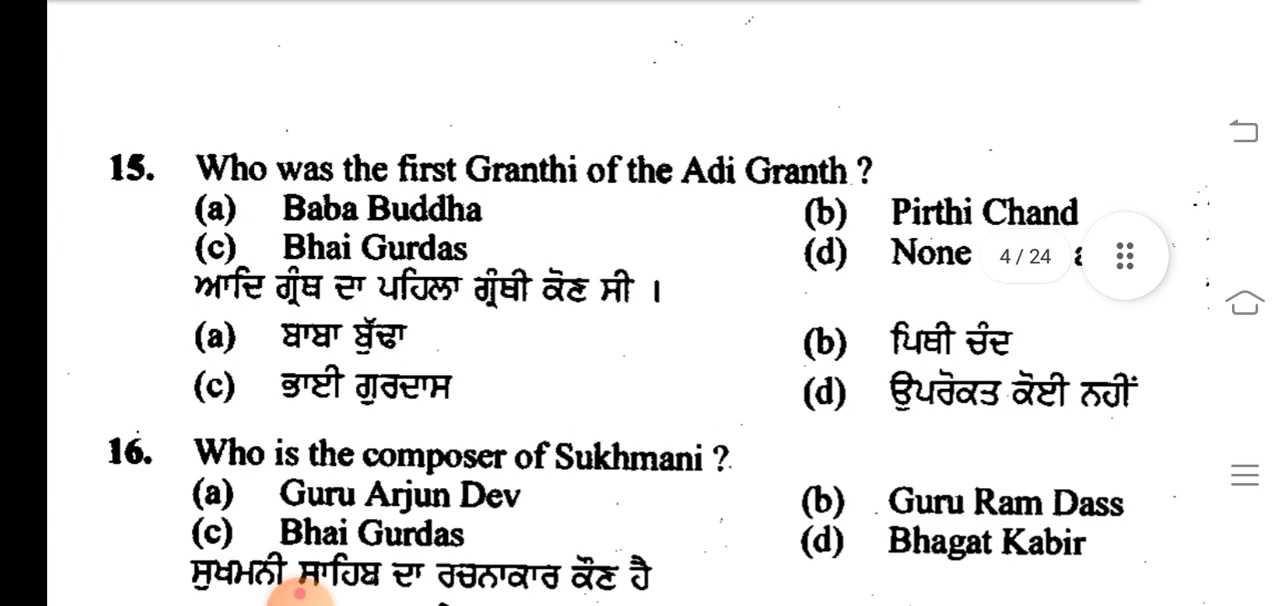 15. Who was the first Granthi of the Adi Granth ?
(a) Baba Buddha (b) Pirthi Chand
(c) Bhai Gurdas (d) None
4 / 24
ਆਦਿ ਗ੍ਰੰਥ ਦਾ ਪਹਿਲਾ ਗ੍ਰੰਥੀ ਕੋਣ ਸੀ ।
(a) ਬਾਬਾ ਬੁੱਢਾ (b) ਪਿਥੀ ਚੰਦ
(c) ਭਾਈ ਗੁਰਦਾਸ (d) ਉਪਰੋਕਤ ਕੋਈ ਨਹੀਂ
16. Who is the composer of Sukhmani ?
(a) Guru Arjun Dev (b) Guru Ram Dass
(c) Bhai Gurdas (d) Bhagat Kabir
ਸੁਖਮਨੀ ਸਾਹਿਬ ਦਾ ਰਚਨਾਕਾਰ ਕੌਣ ਹੈ